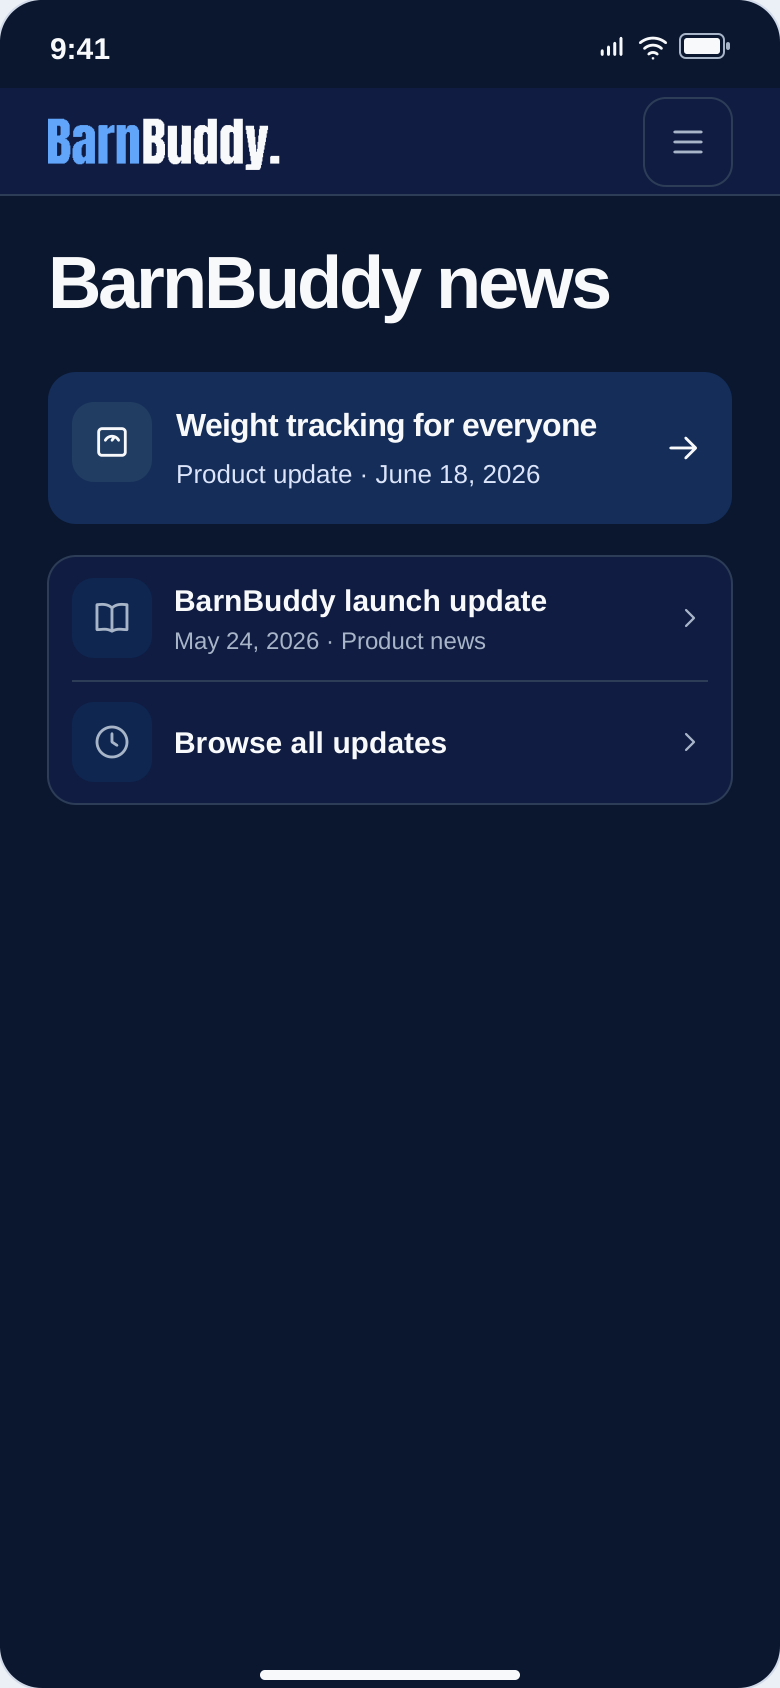 9:41
BarnBuddy.
BarnBuddy news
Weight tracking for everyone
Product update · June 18, 2026
BarnBuddy launch update
May 24, 2026 · Product news
Browse all updates